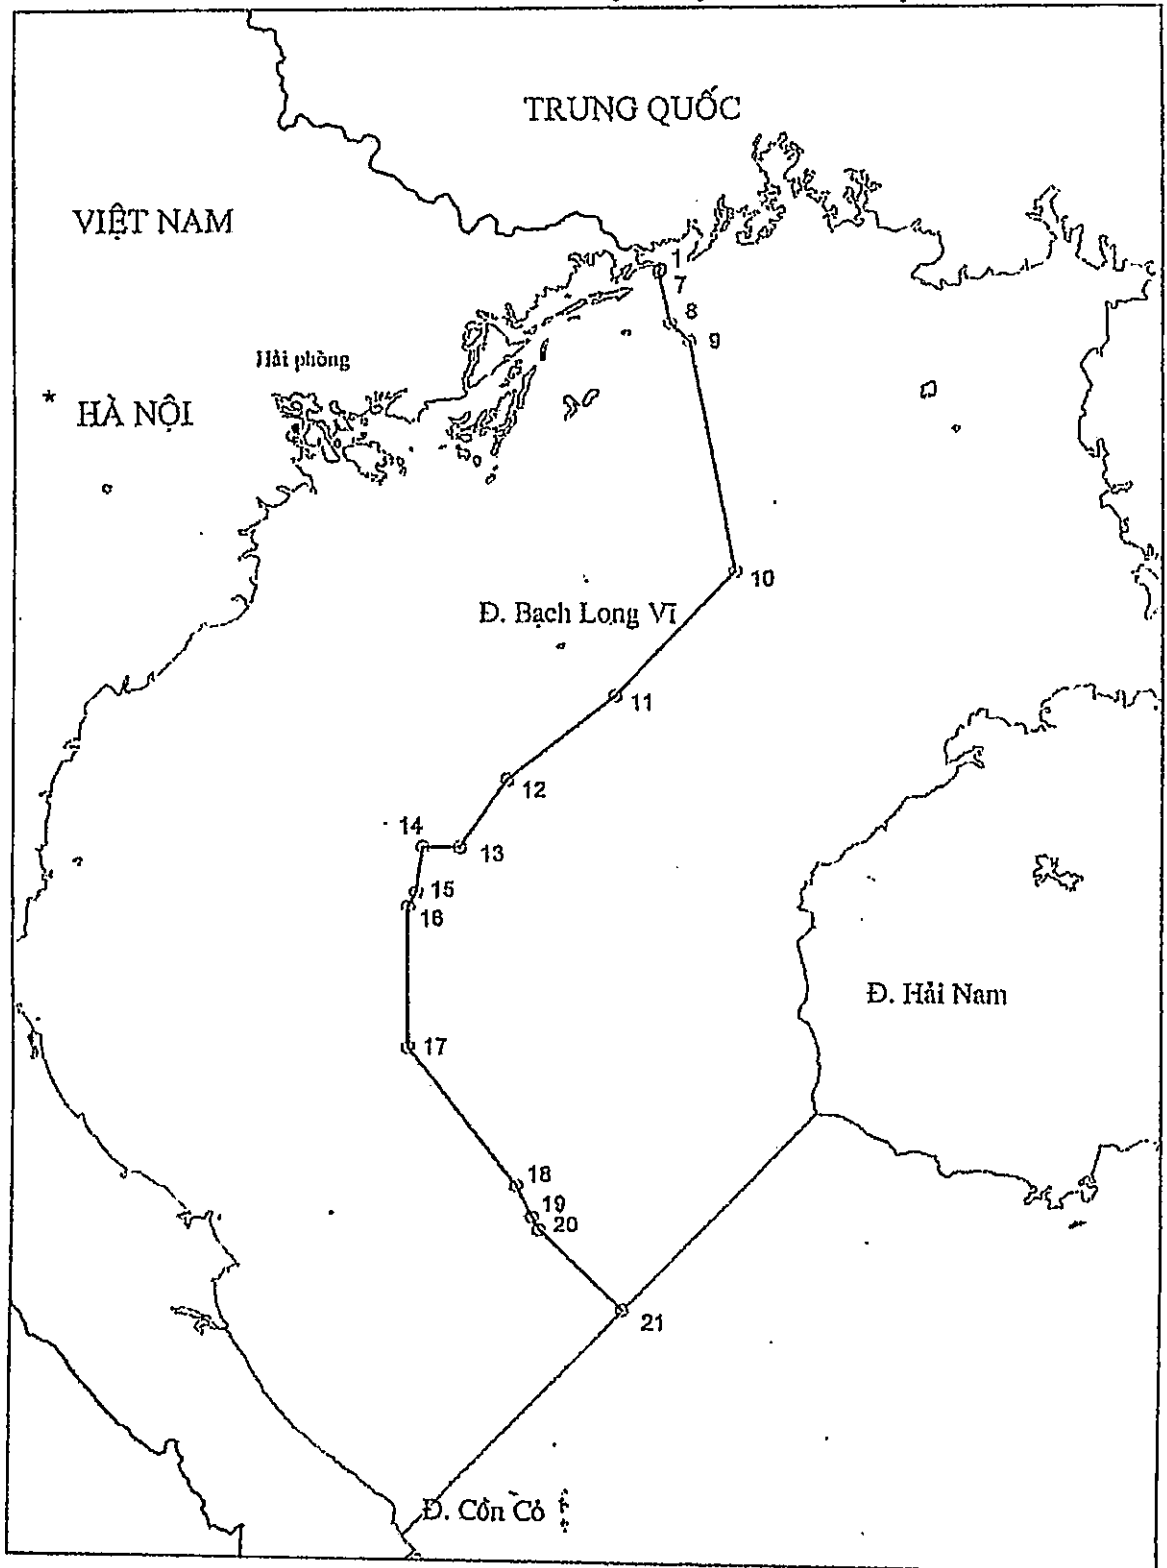 TRUNG QUỐC
VIỆT NAM
1
7
8
9
Hải phòng
* HÀ NỘI
10
Đ. Bạch Long Vĩ
11
12
14
13
15
16
Đ. Hải Nam
17
18
19
20
21
Đ. Cồn Cỏ